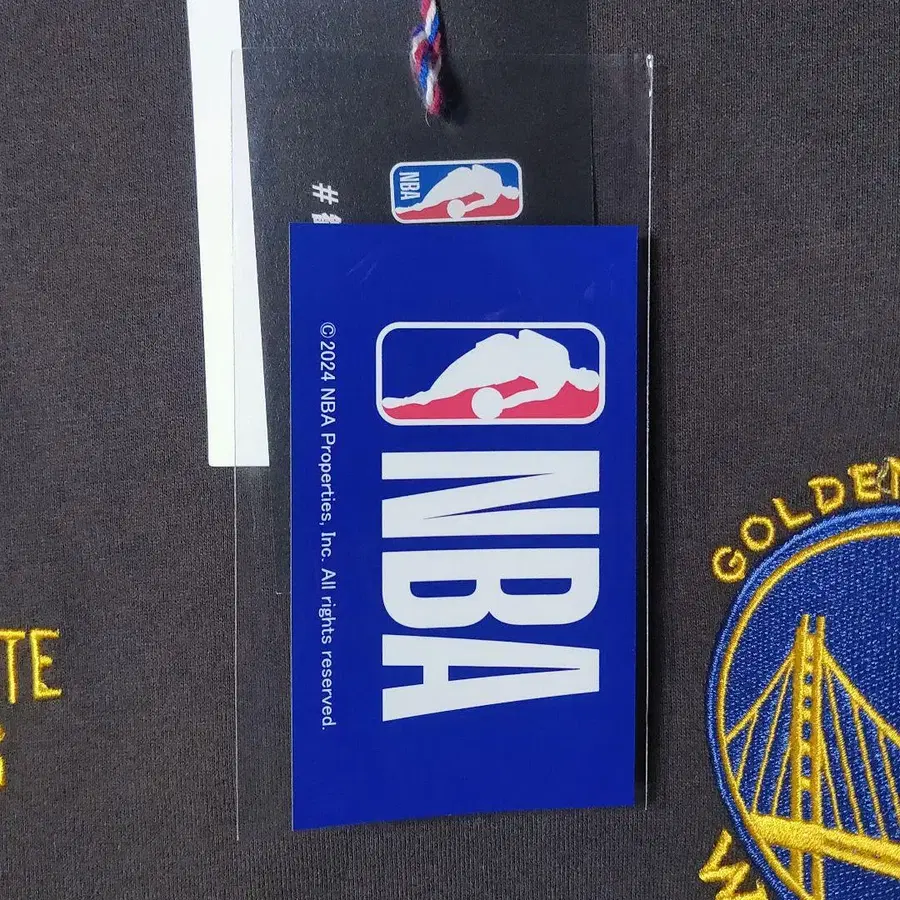 NBA
#
NBA
©2024 NBA Properties, Inc. All rights reserved.
GOLDEN
TE
W